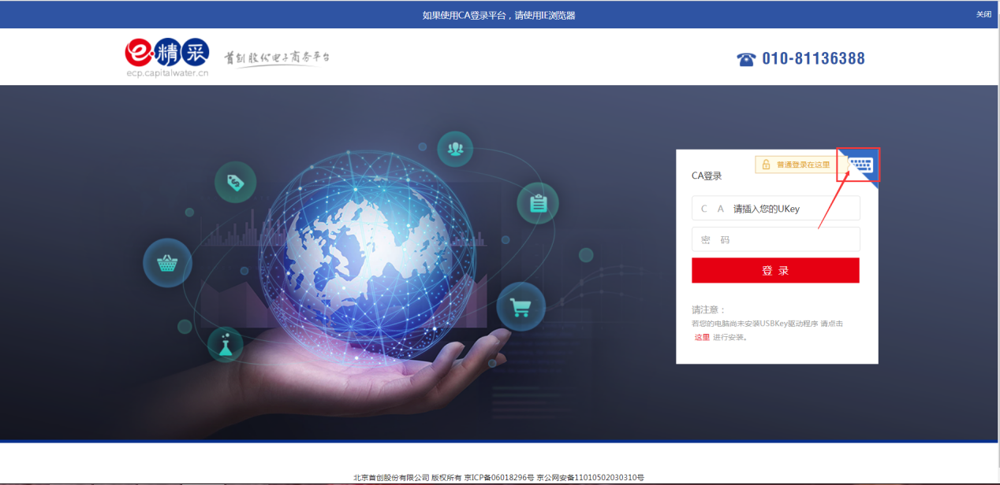 如果使用CA登录平台，请使用IE浏览器
关闭
e精采
首创股份电子商务平台
010-81136388
ecp.capitalwater.cn
普通登录在这里
CA登录
C A 请插入您的UKey
密 码
登 录
请注意：
若您的电脑尚未安装USBKey驱动程序 请点击
这里 进行安装。
北京首创股份有限公司 版权所有 京ICP备06018296号 京公网安备11010502030310号